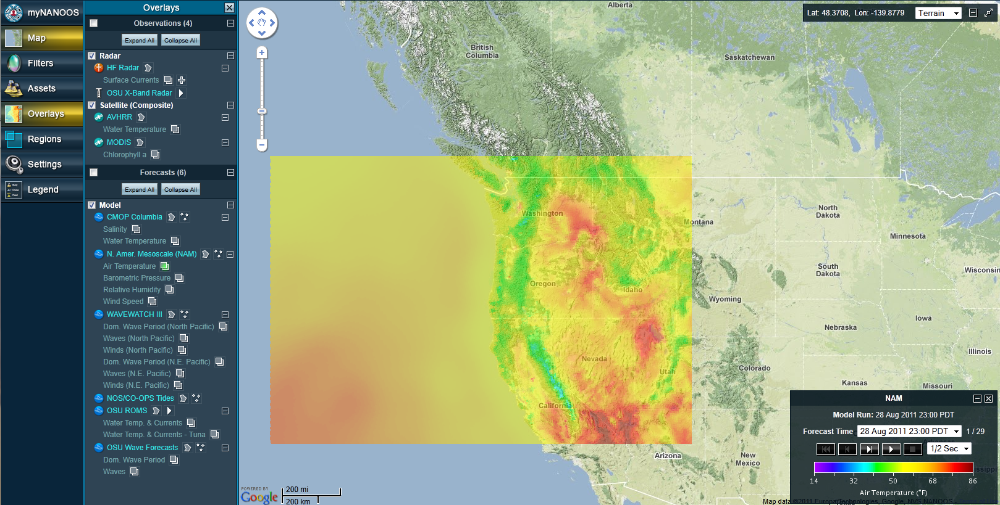 myNANOOS
Map
Filters
Assets
Overlays
Regions
Settings
Legend
Overlays
Observations (4)
Expand All Collapse All
Radar
HF Radar
Surface Currents
OSU X-Band Radar
Satellite (Composite)
AVHRR
Water Temperature
MODIS
Chlorophyll a
Forecasts (6)
Expand All Collapse All
Model
CMOP Columbia
Salinity
Water Temperature
N. Amer. Mesoscale (NAM)
Air Temperature
Barometric Pressure
Relative Humidity
Wind Speed
WAVEWATCH III
Dom. Wave Period (North Pacific)
Waves (North Pacific)
Winds (North Pacific)
Dom. Wave Period (N.E. Pacific)
Waves (N.E. Pacific)
Winds (N.E. Pacific)
NOS/CO-OPS Tides
OSU ROMS
Water Temp. & Currents
Water Temp. & Currents - Tuna
OSU Wave Forecasts
Dom. Wave Period
Waves
Lat: 48.3708, Lon: -139.8779 Terrain
Alberta
British
Columbia
Saskatchewan
Washington
Montana
North
Dakota
Minnesota
Oregon
Idaho
South
Dakota
Wisconsin
Wyoming
Nebraska
Iowa
Nevada
Utah
Colorado
Illinois
Kansas
Missouri
California
Arizona
New
Mexico
NAM
Model Run: 28 Aug 2011 23:00 PDT
Forecast Time 28 Aug 2011 23:00 PDT 1 / 29
1/2 Sec
14 32 50 68 86
Air Temperature (°F)
POWERED BY
Google
200 mi
200 km
Map data ©2011 Europa Technologies, Google, NVS NANOOS